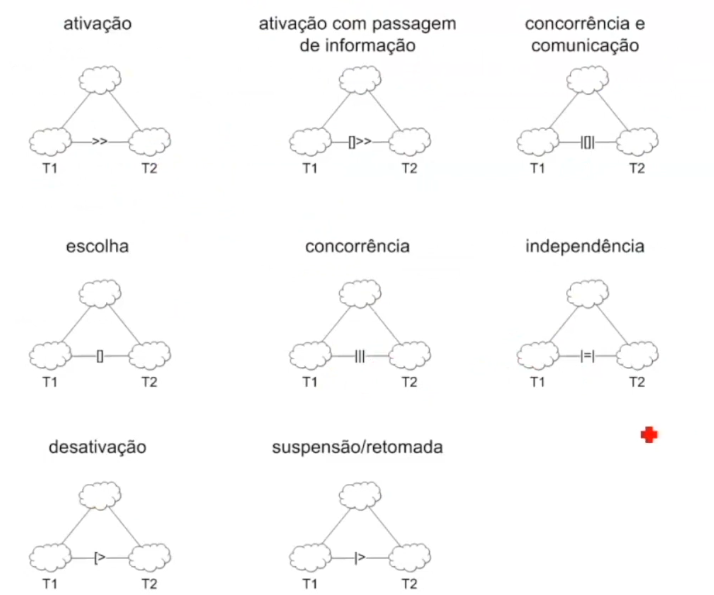 ativação
ativação com passagem
de informação
concorrência e
comunicação
>>
[]>>
|[]|
T1 T2
T1 T2
T1 T2
escolha
concorrência
independência
[]
|||
|=|
T1 T2
T1 T2
T1 T2
desativação
suspensão/retomada
[>
|>
T1 T2
T1 T2